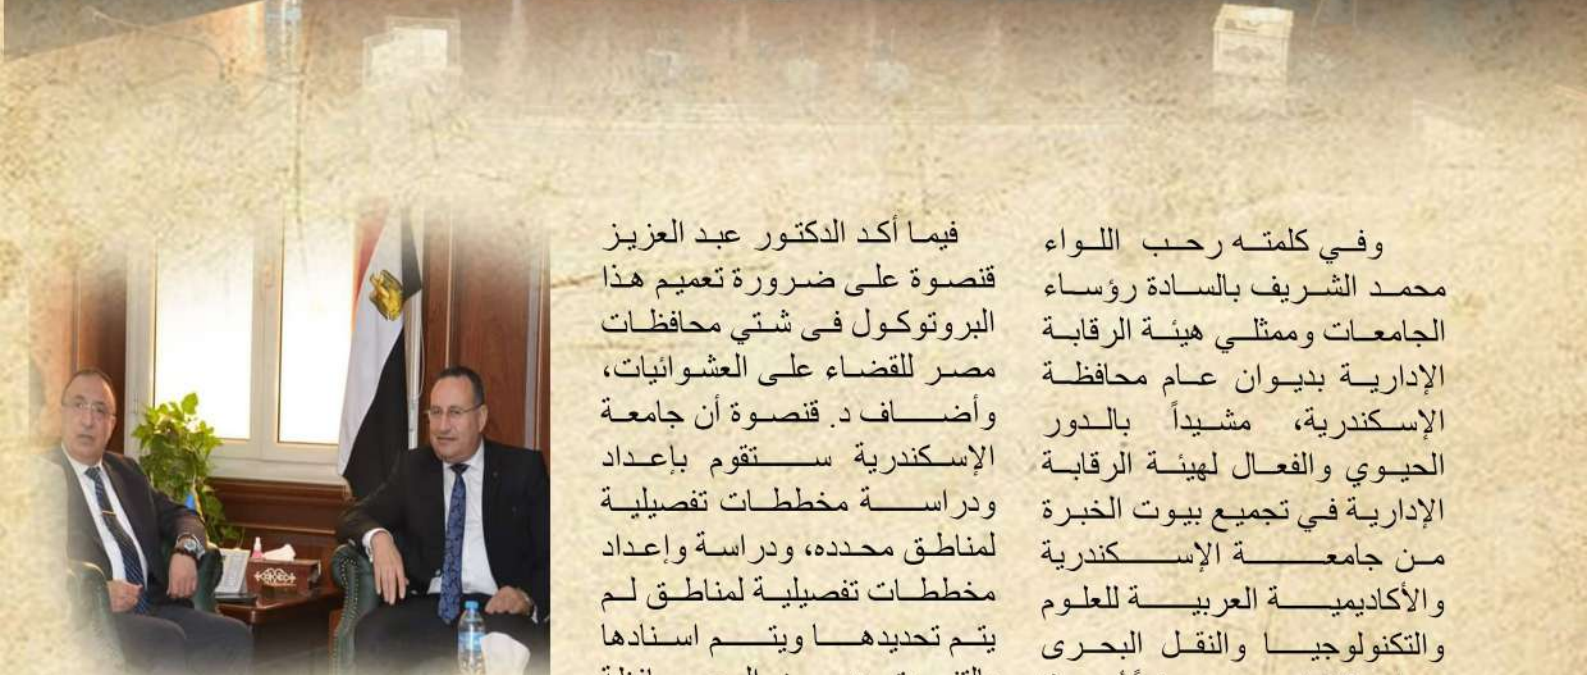 وفي كلمته رحب اللواء
محمد الشريف بالسادة رؤساء
الجامعات وممثلي هيئة الرقابة
الإدارية بديوان عام محافظة
الإسكندرية، مشيداً بالدور
الحيوي والفعال لهيئة الرقابة
الإدارية في تجميع بيوت الخبرة
من جامعة الإسكندرية
والأكاديمية العربية للعلوم
والتكنولوجيا والنقل البحرى
فيما أكد الدكتور عبد العزيز
قنصوة على ضرورة تعميم هذا
البروتوكول فى شتي محافظات
مصر للقضاء على العشوائيات،
وأضاف د. قنصوة أن جامعة
الإسكندرية ستقوم بإعداد
ودراسة مخططات تفصيلية
لمناطق محدده، ودراسة وإعداد
مخططات تفصيلية لمناطق لم
يتم تحديدها ويتم اسنادها